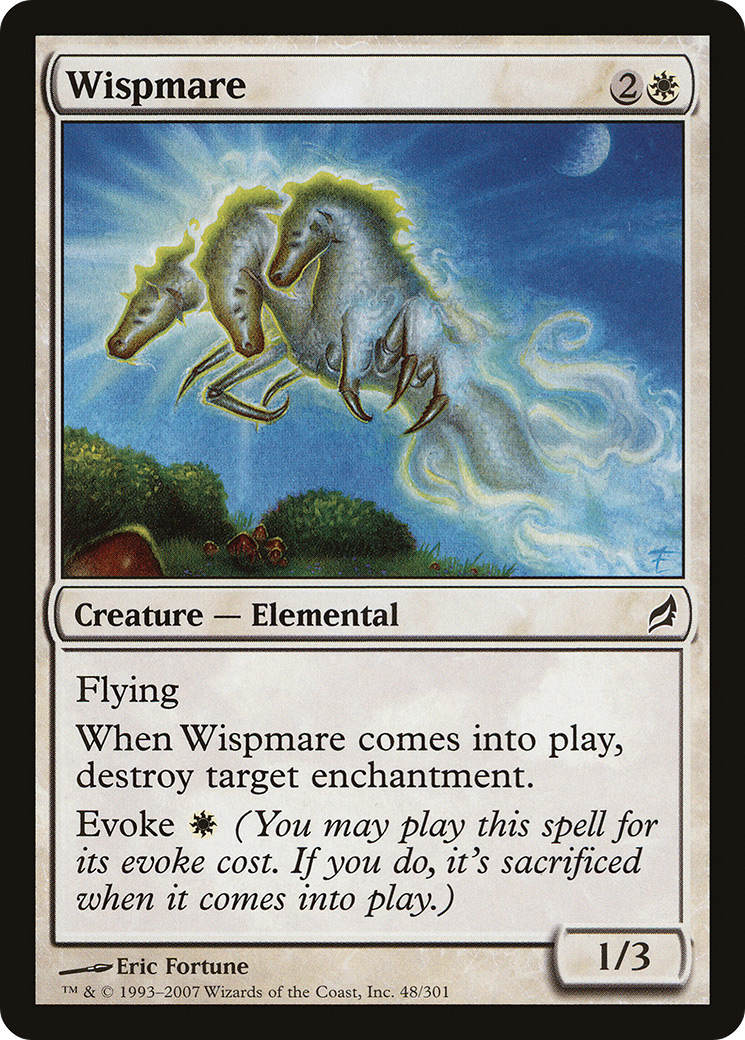 Wispmare 2
Creature — Elemental
Flying
When Wispmare comes into play,
destroy target enchantment.
Evoke (You may play this spell for
its evoke cost. If you do, it's sacrificed
when it comes into play.)
1/3
Eric Fortune
™ & © 1993–2007 Wizards of the Coast, Inc. 48/301